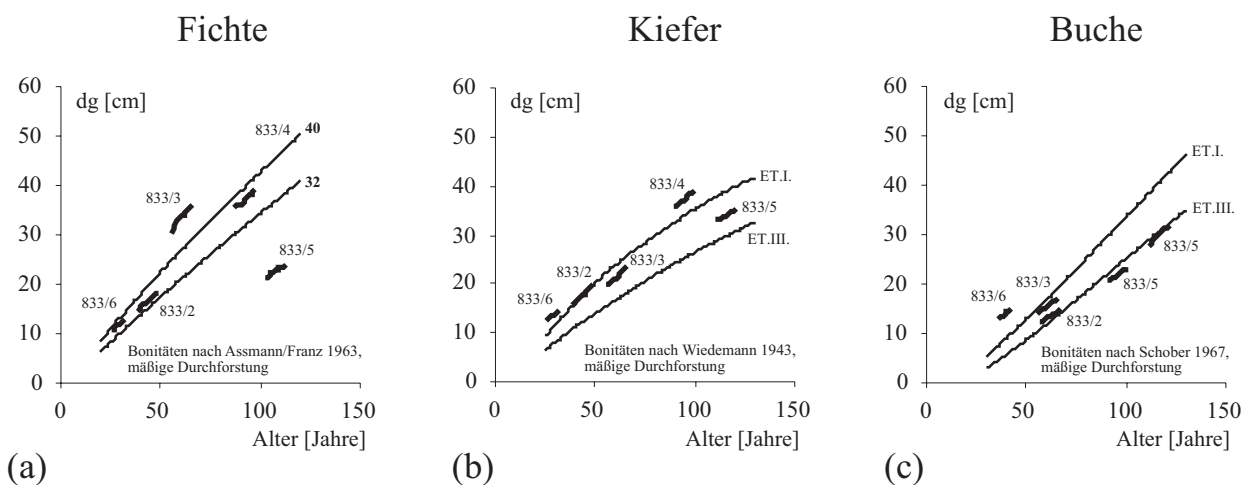 Fichte
60
dg [cm]
50
40
30
20
10
0
0
50
100
150
Alter [Jahre]
833/4
40
32
833/3
833/5
833/6
833/2
Bonitäten nach Assmann/Franz 1963,
mäßige Durchforstung
(a)
Kiefer
60
dg [cm]
50
40
30
20
10
0
0
50
100
150
Alter [Jahre]
833/4
ET.I.
833/5
ET.III.
833/2
833/3
833/6
Bonitäten nach Wiedemann 1943,
mäßige Durchforstung
(b)
Buche
60
dg [cm]
50
40
30
20
10
0
0
50
100
150
Alter [Jahre]
ET.I.
ET.III.
833/5
833/3
833/6
833/5
833/2
Bonitäten nach Schober 1967,
mäßige Durchforstung
(c)